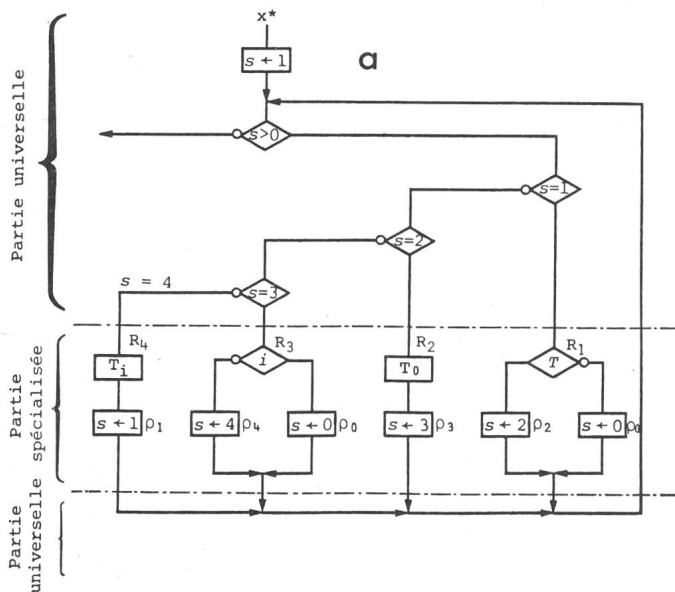 x*
s ← 1
a
s>0
s=1
s=2
s = 4
s=3
R4
R3
R2
R1
Ti
i
T0
T
s ← 1 ρ1
s ← 4 ρ4
s ← 0 ρ0
s ← 3 ρ3
s ← 2 ρ2
s ← 0 ρ0
Partie universelle
Partie
spécialisée
Partie
universelle